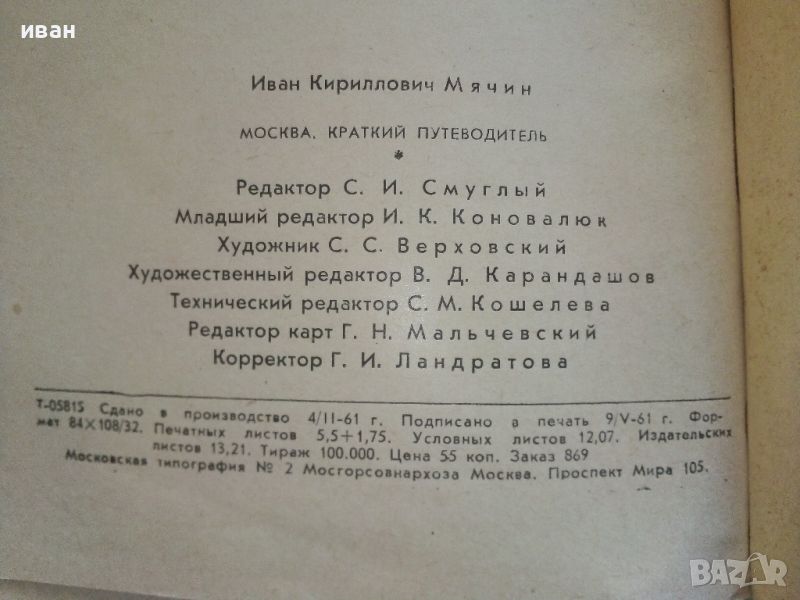 иван
Иван Кириллович Мячин
МОСКВА. КРАТКИЙ ПУТЕВОДИТЕЛЬ
*
Редактор С. И. Смуглый
Младший редактор И. К. Коновалюк
Художник С. С. Верховский
Художественный редактор В. Д. Карандашов
Технический редактор С. М. Кошелева
Редактор карт Г. Н. Мальчевский
Корректор Г. И. Ландратова
Т-05815 Сдано в производство 4/II-61 г. Подписано в печать 9/V-61 г. Фор-
мат 84×108/32. Печатных листов 5,5+1,75. Условных листов 12,07. Издательских
листов 13,21. Тираж 100.000. Цена 55 коп. Заказ 869
Московская типография № 2 Мосгорсовнархоза Москва. Проспект Мира 105.
BAZAR